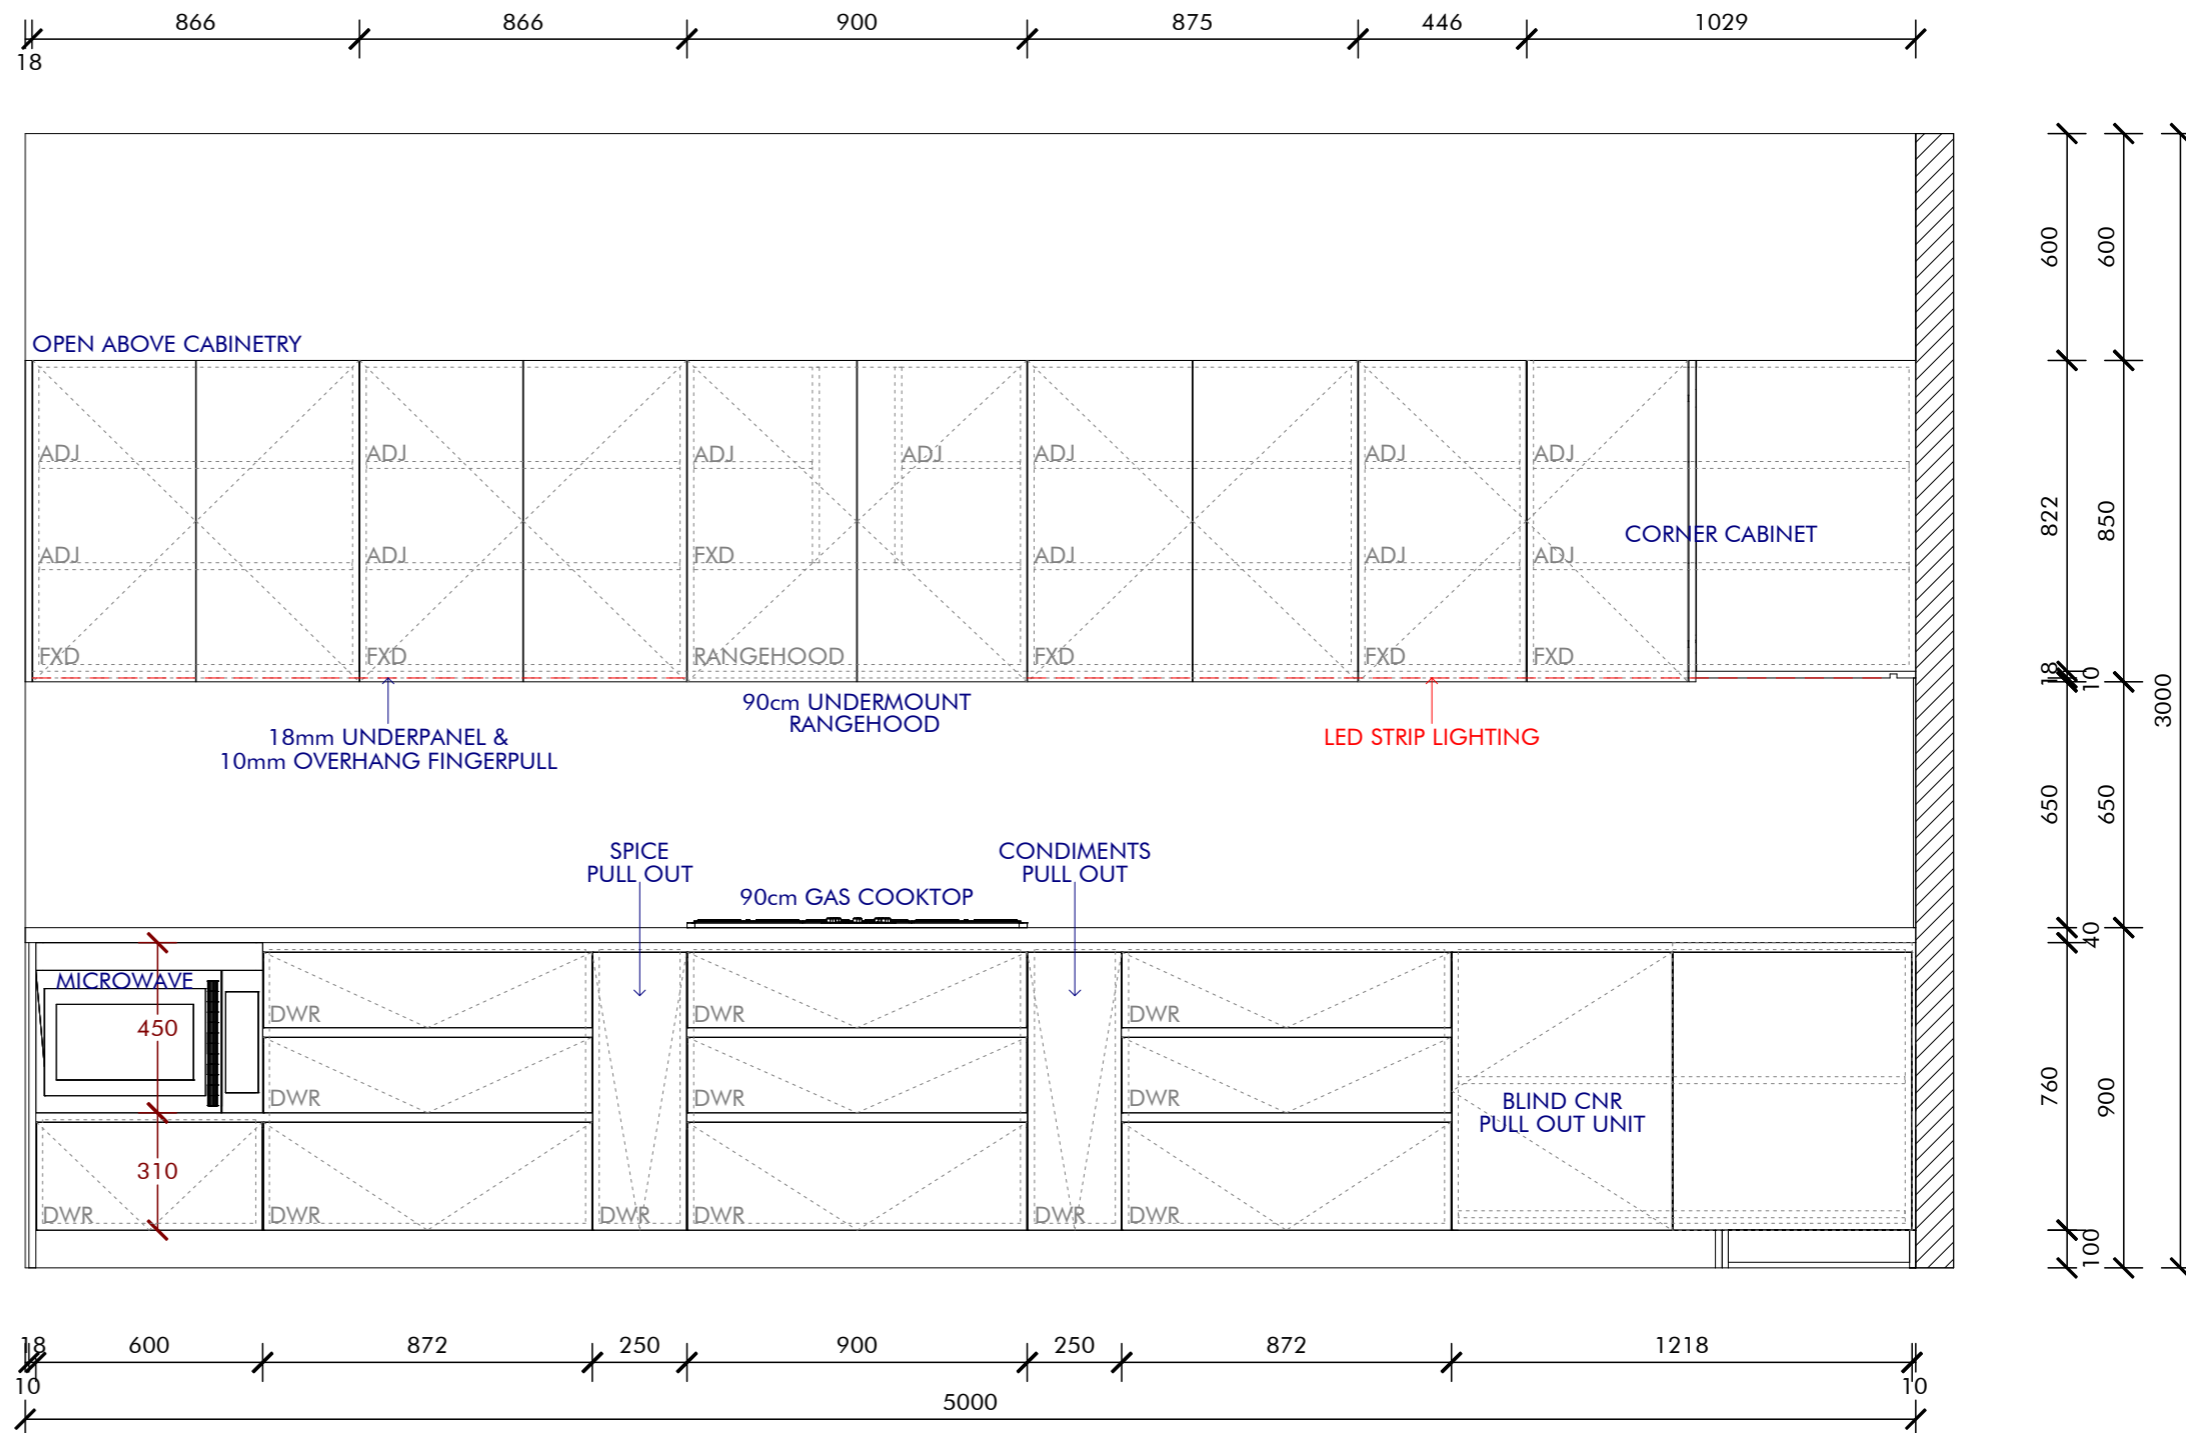 866 866 900 875 446 1029
18
600 600
OPEN ABOVE CABINETRY
ADJ ADJ ADJ ADJ ADJ ADJ ADJ
822 850
CORNER CABINET
ADJ ADJ FXD ADJ ADJ ADJ
FXD FXD RANGEHOOD FXD FXD FXD
18 10
3000
90cm UNDERMOUNT
RANGEHOOD
18mm UNDERPANEL &
10mm OVERHANG FINGERPULL
LED STRIP LIGHTING
650 650
SPICE
PULL OUT
CONDIMENTS
PULL OUT
90cm GAS COOKTOP
40
MICROWAVE
450
DWR DWR DWR
DWR DWR DWR
760 900
BLIND CNR
PULL OUT UNIT
310
DWR DWR DWR DWR DWR DWR
100
18 600 872 250 900 250 872 1218
10 10
5000